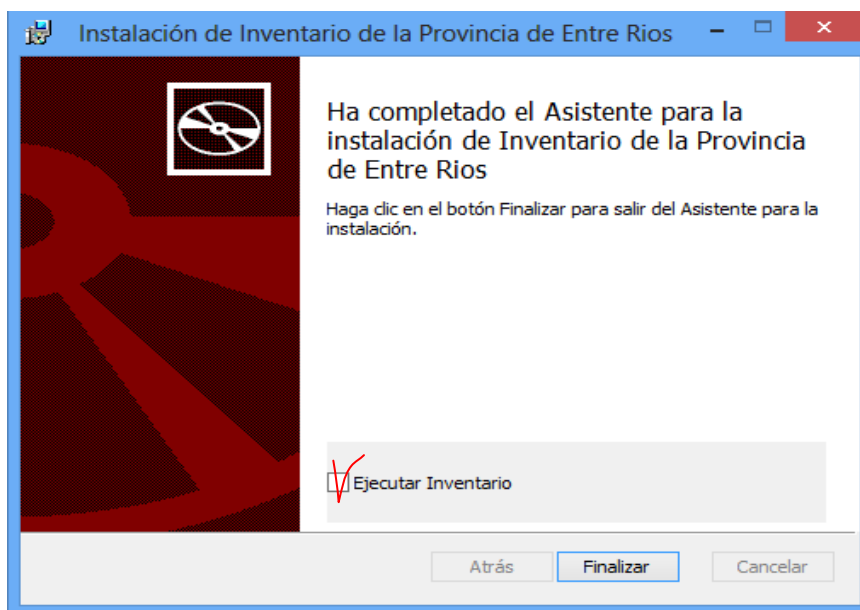 Instalación de Inventario de la Provincia de Entre Rios
Ha completado el Asistente para la
instalación de Inventario de la Provincia
de Entre Rios
Haga clic en el botón Finalizar para salir del Asistente para la
instalación.
Ejecutar Inventario
Atrás Finalizar Cancelar